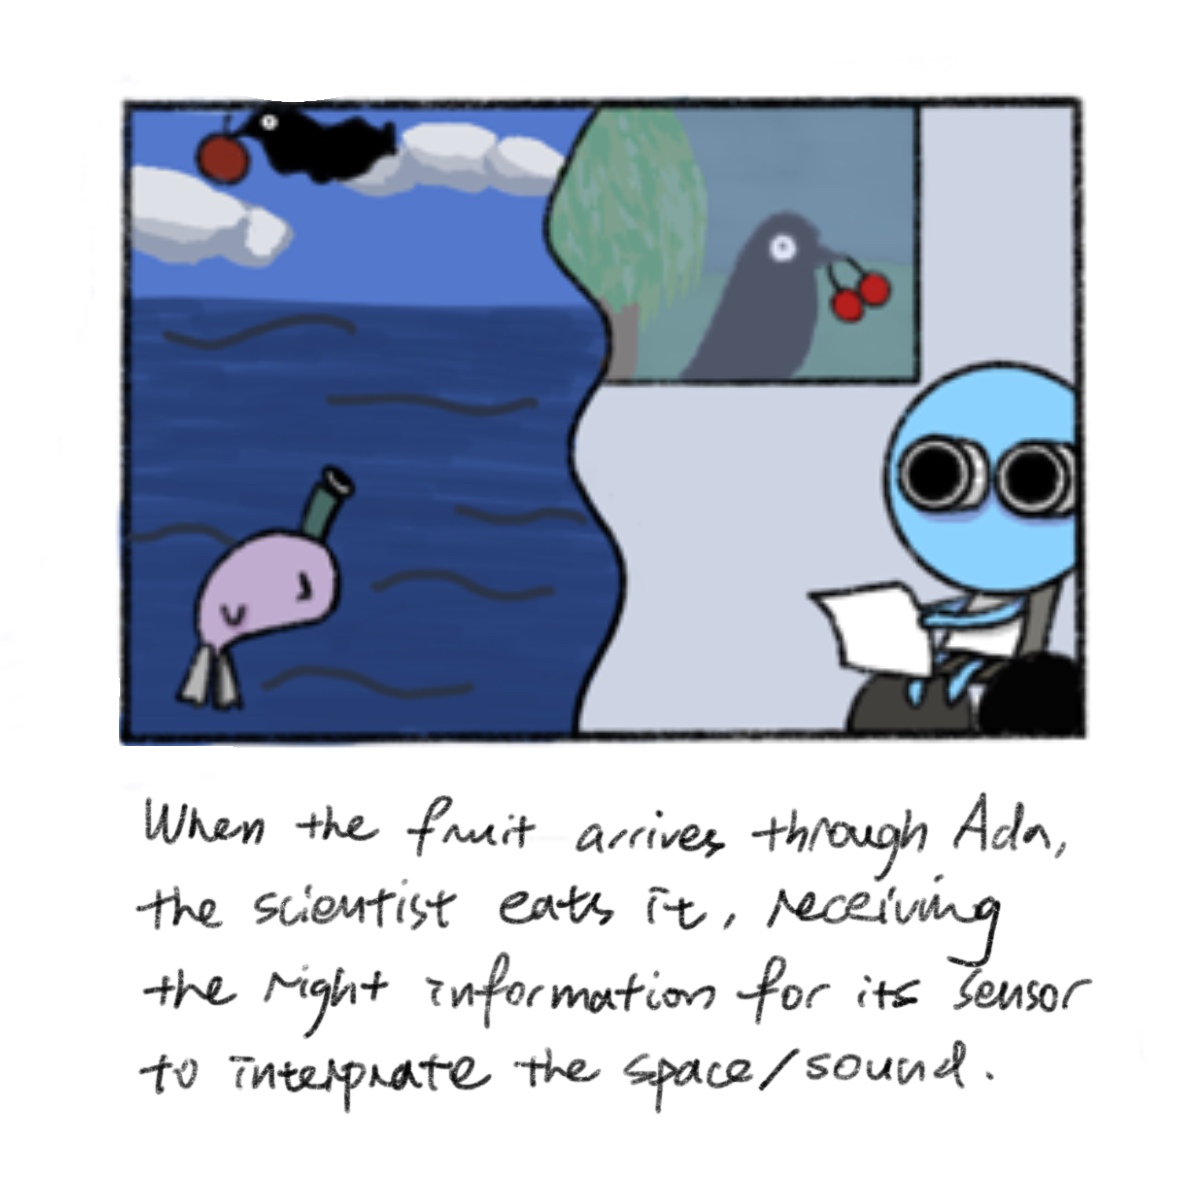 When the fruit arrives through Ada,
the scientist eats it, receiving
the right information for its sensor
to interprate the space/sound.